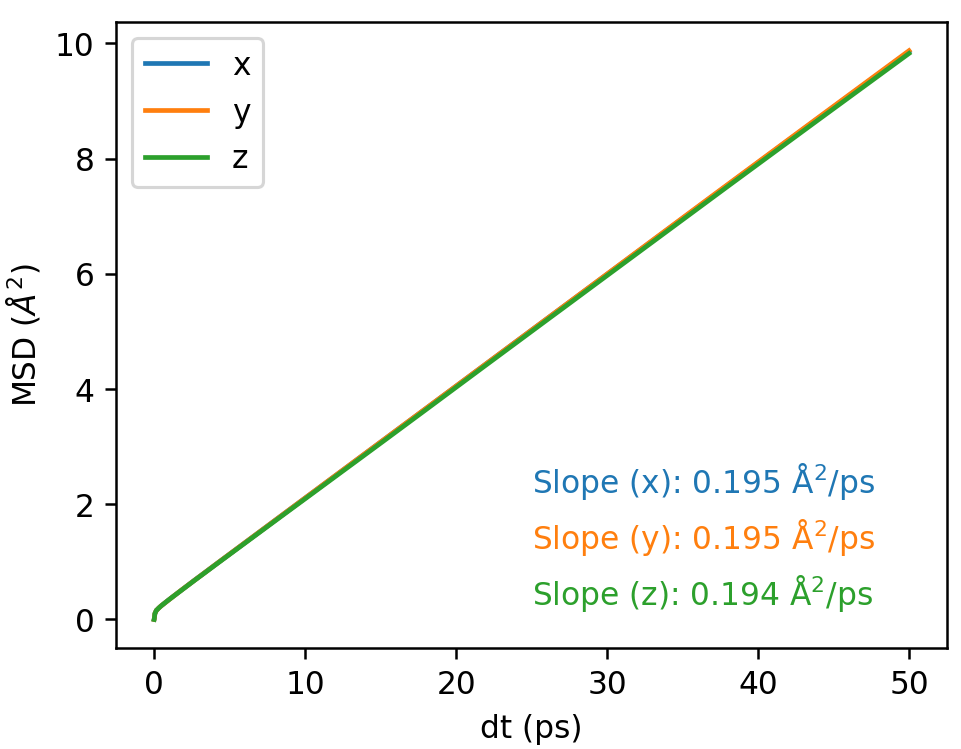 10
8
6
4
2
0
MSD (Å²)
x
y
z
Slope (x): 0.195 Å²/ps
Slope (y): 0.195 Å²/ps
Slope (z): 0.194 Å²/ps
0 10 20 30 40 50
dt (ps)